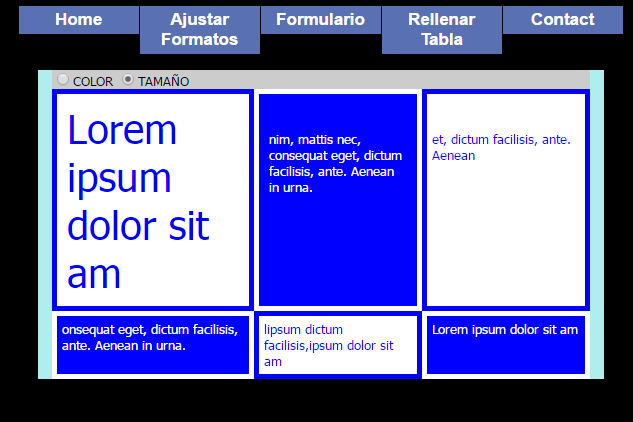 Home
Ajustar
Formatos
Formulario
Rellenar
Tabla
Contact
COLOR TAMAÑO
Lorem
ipsum
dolor sit
am
nim, mattis nec,
consequat eget, dictum
facilisis, ante. Aenean
in urna.
et, dictum facilisis, ante.
Aenean
onsequat eget, dictum facilisis,
ante. Aenean in urna.
lipsum dictum
facilisis,ipsum dolor sit
am
Lorem ipsum dolor sit am